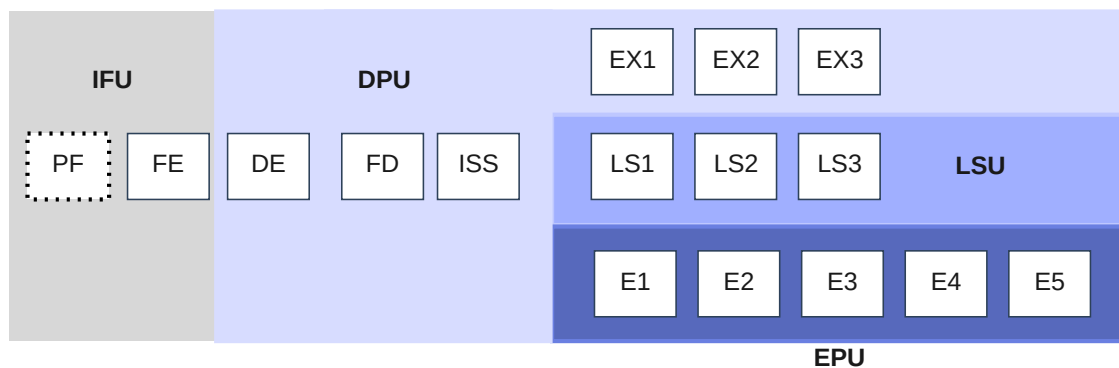 EX1 EX2 EX3
IFU DPU
PF FE DE FD ISS LS1 LS2 LS3 LSU
E1 E2 E3 E4 E5
EPU